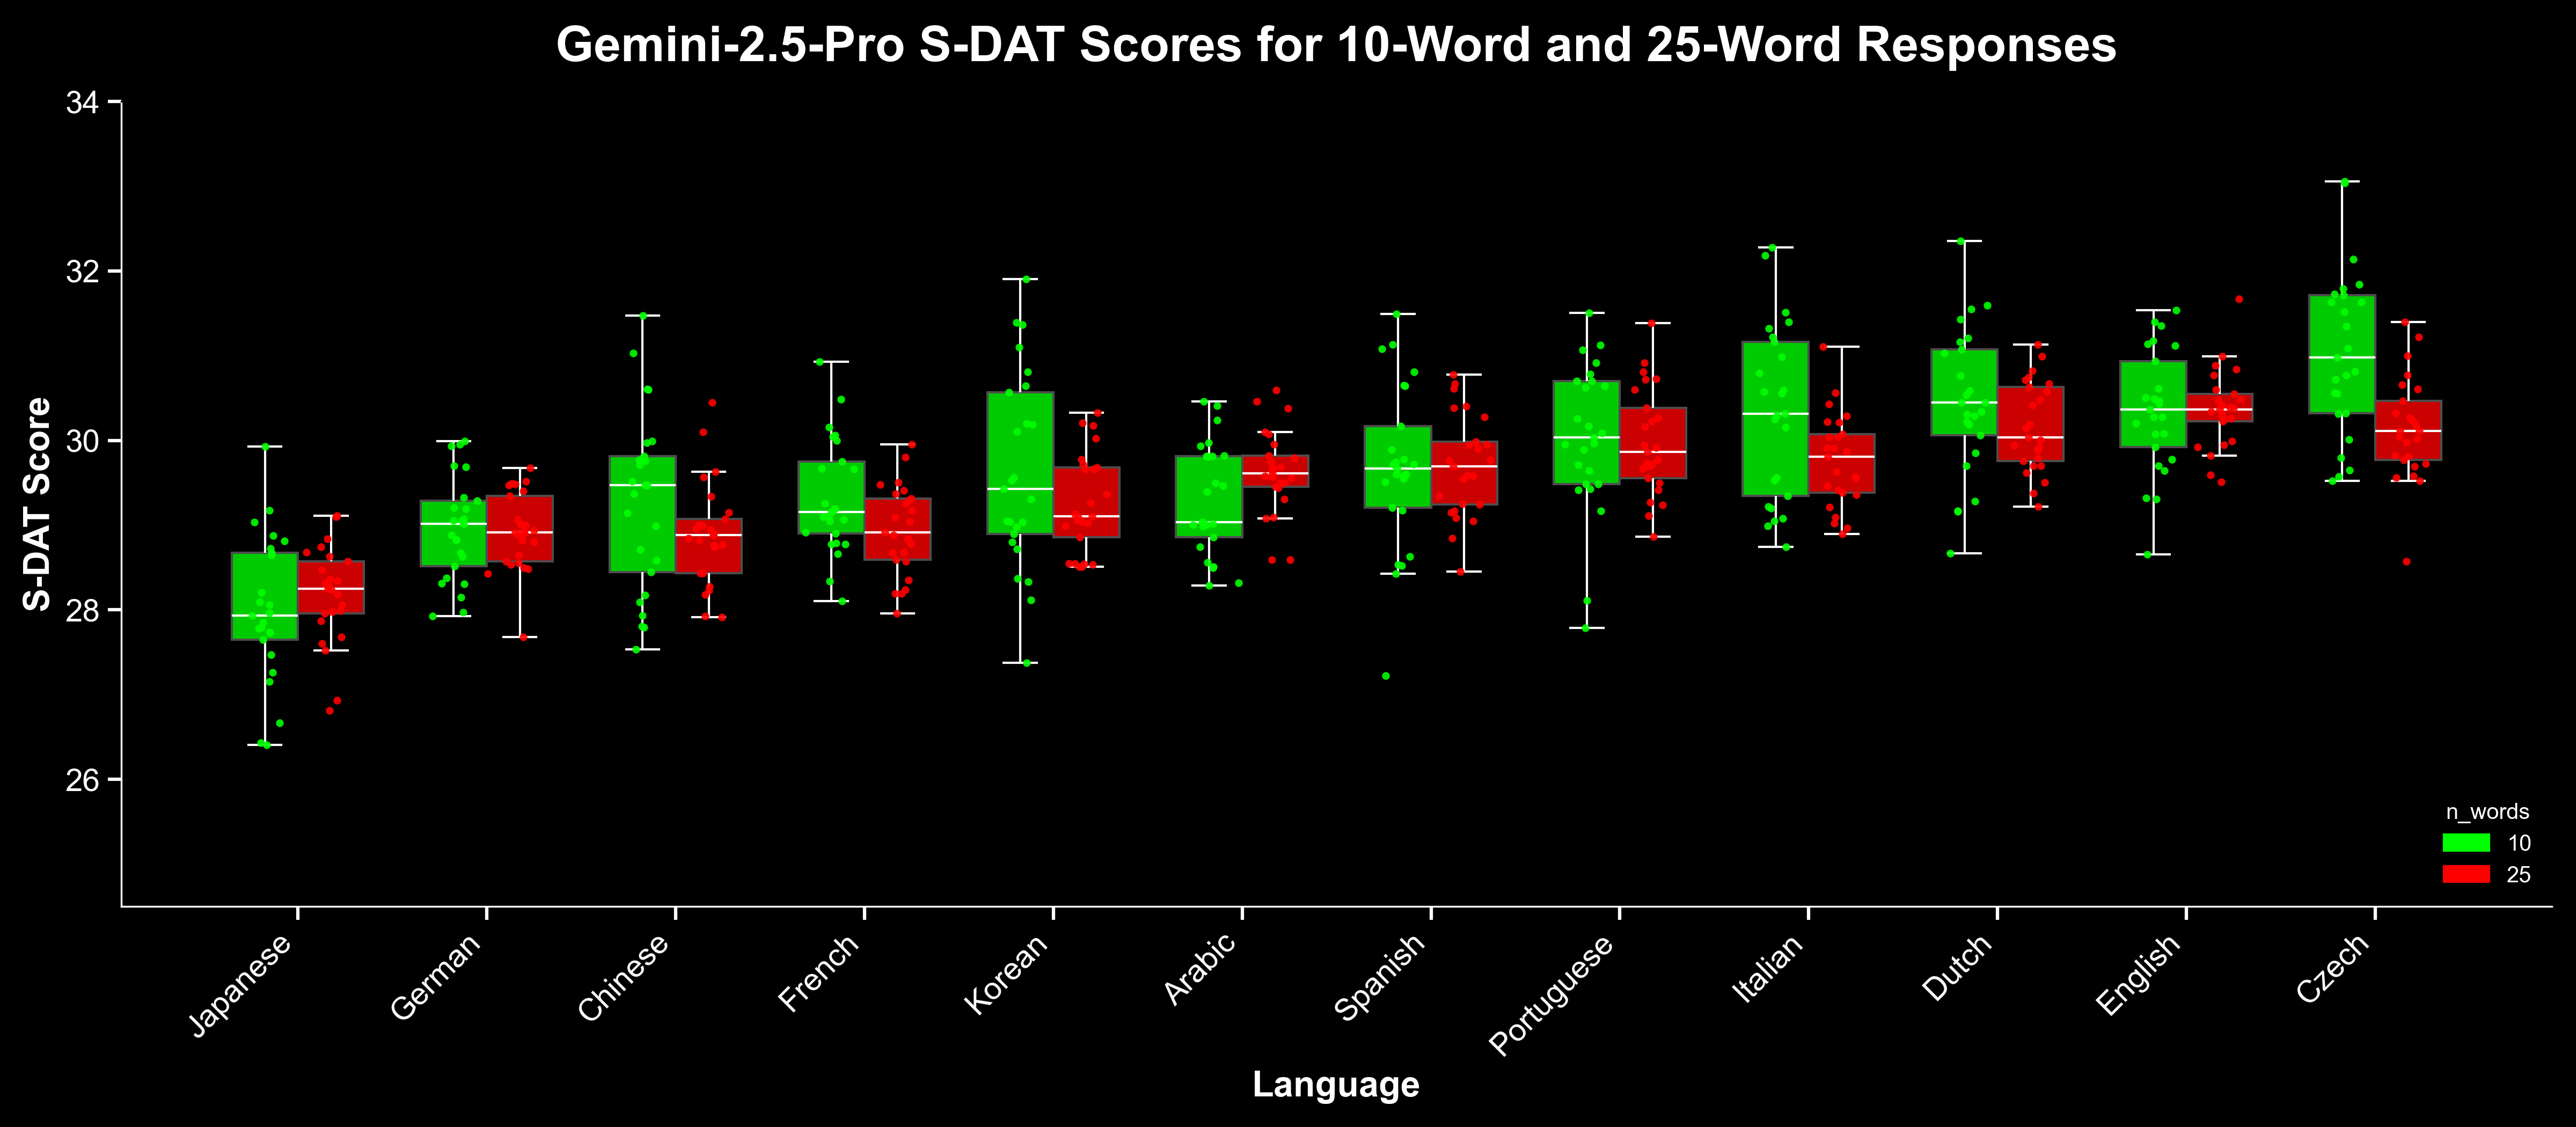 Gemini-2.5-Pro S-DAT Scores for 10-Word and 25-Word Responses
S-DAT Score
34
32
30
28
26
n_words
10
25
Japanese
German
Chinese
French
Korean
Arabic
Spanish
Portuguese
Italian
Dutch
English
Czech
Language